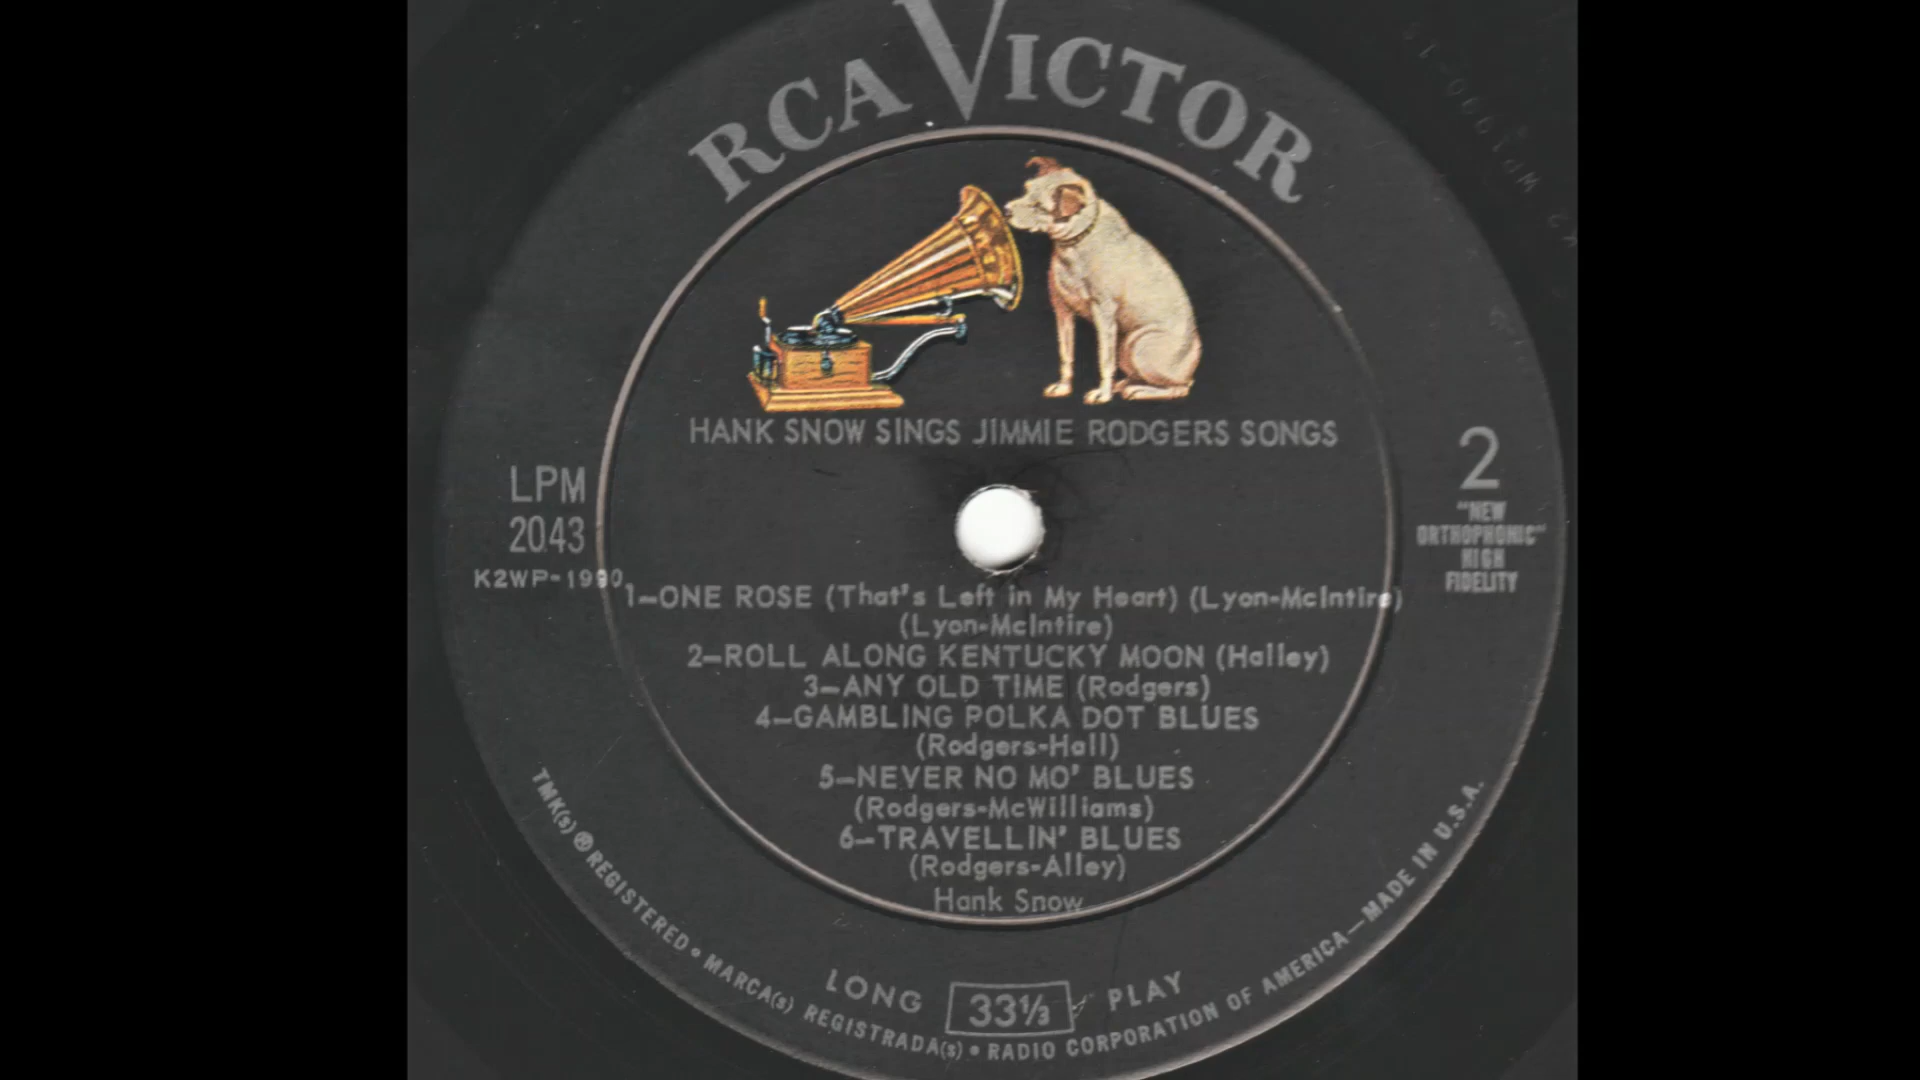 RCA VICTOR
HANK SNOW SINGS JIMMIE RODGERS SONGS
LPM
2043
K2WP-1990
2
"NEW
ORTHOPHONIC"
HIGH
FIDELITY
1—ONE ROSE (That's Left in My Heart) (Lyon-McIntire)
(Lyon-McIntire)
2—ROLL ALONG KENTUCKY MOON (Halley)
3—ANY OLD TIME (Rodgers)
4—GAMBLING POLKA DOT BLUES
(Rodgers-Hall)
5—NEVER NO MO' BLUES
(Rodgers-McWilliams)
6—TRAVELLIN' BLUES
(Rodgers-Alley)
Hank Snow
LONG 33⅓ PLAY
TMK(s) ® REGISTERED • MARCA(s) REGISTRADA(s) • RADIO CORPORATION OF AMERICA—MADE IN U.S.A.